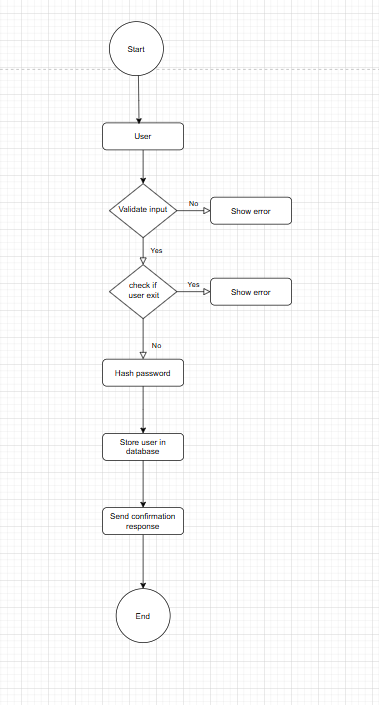 Start
User
Validate input
No
Show error
Yes
check if
user exit
Yes
Show error
No
Hash password
Store user in
database
Send confirmation
response
End